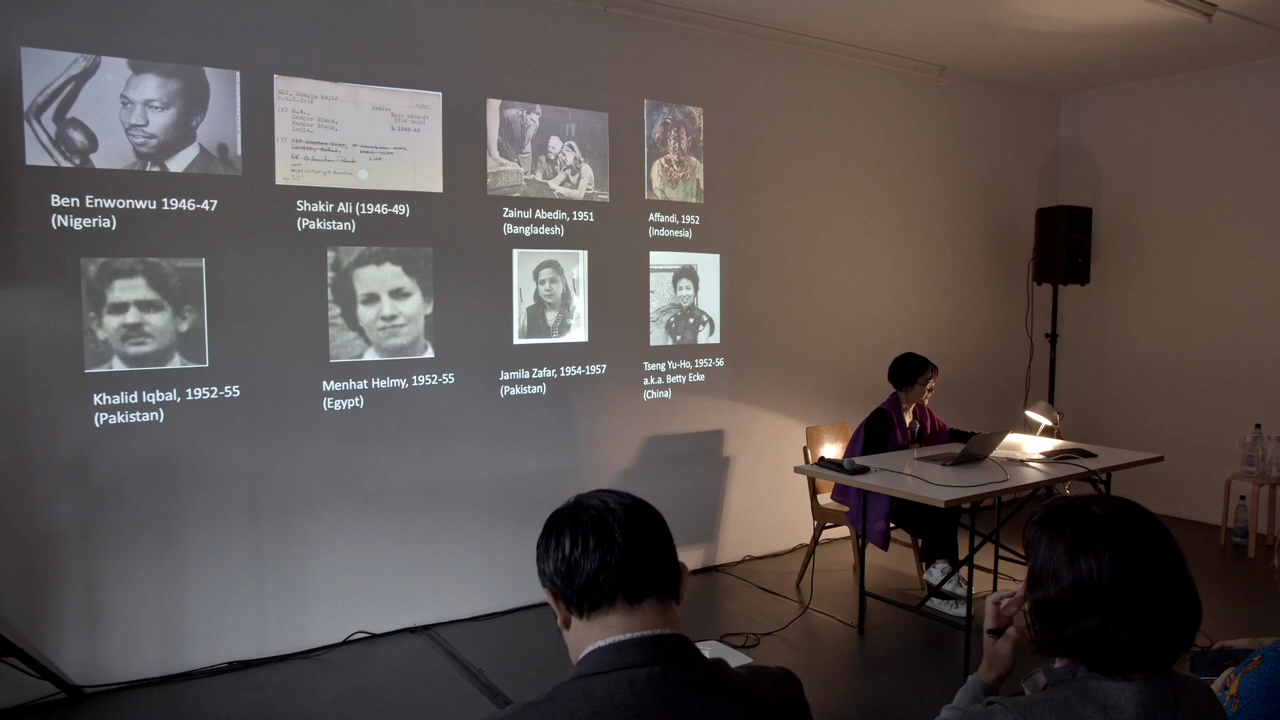 Ben Enwonwu 1946-47
(Nigeria)
Shakir Ali (1946-49)
(Pakistan)
Zainul Abedin, 1951
(Bangladesh)
Affandi, 1952
(Indonesia)
Khalid Iqbal, 1952-55
(Pakistan)
Menhat Helmy, 1952-55
(Egypt)
Jamila Zafar, 1954-1957
(Pakistan)
Tseng Yu-Ho, 1952-56
a.k.a. Betty Ecke
(China)